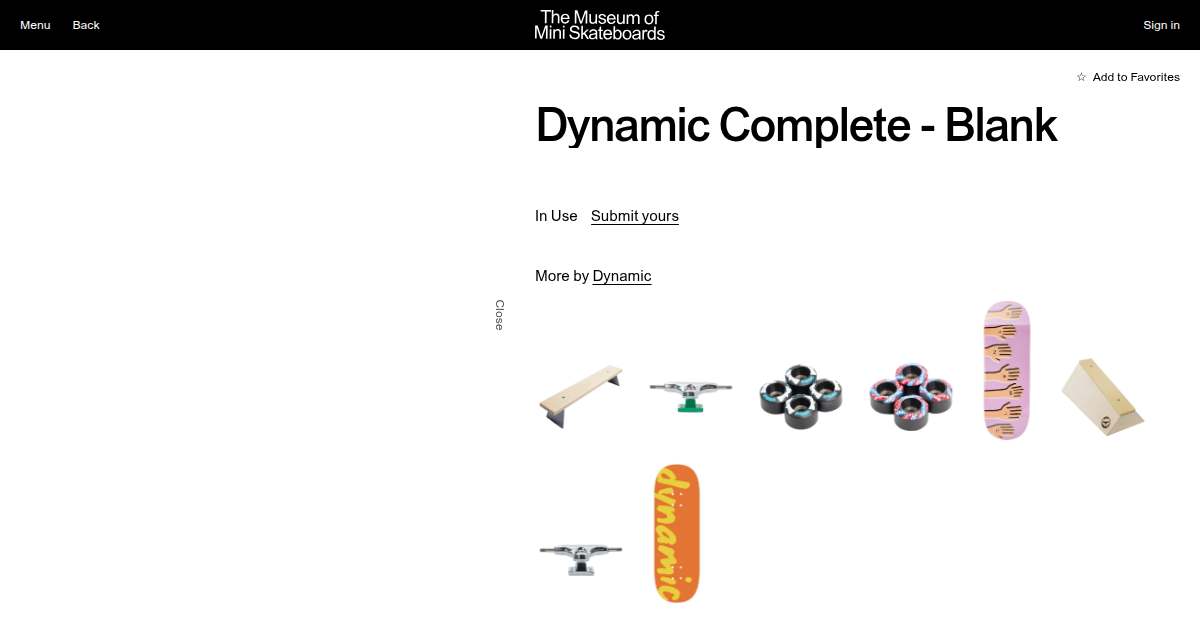 Menu
Back
The Museum of
Mini Skateboards
Sign in
☆ Add to Favorites
Dynamic Complete - Blank
In Use
Submit yours
More by Dynamic
Close
dynamic